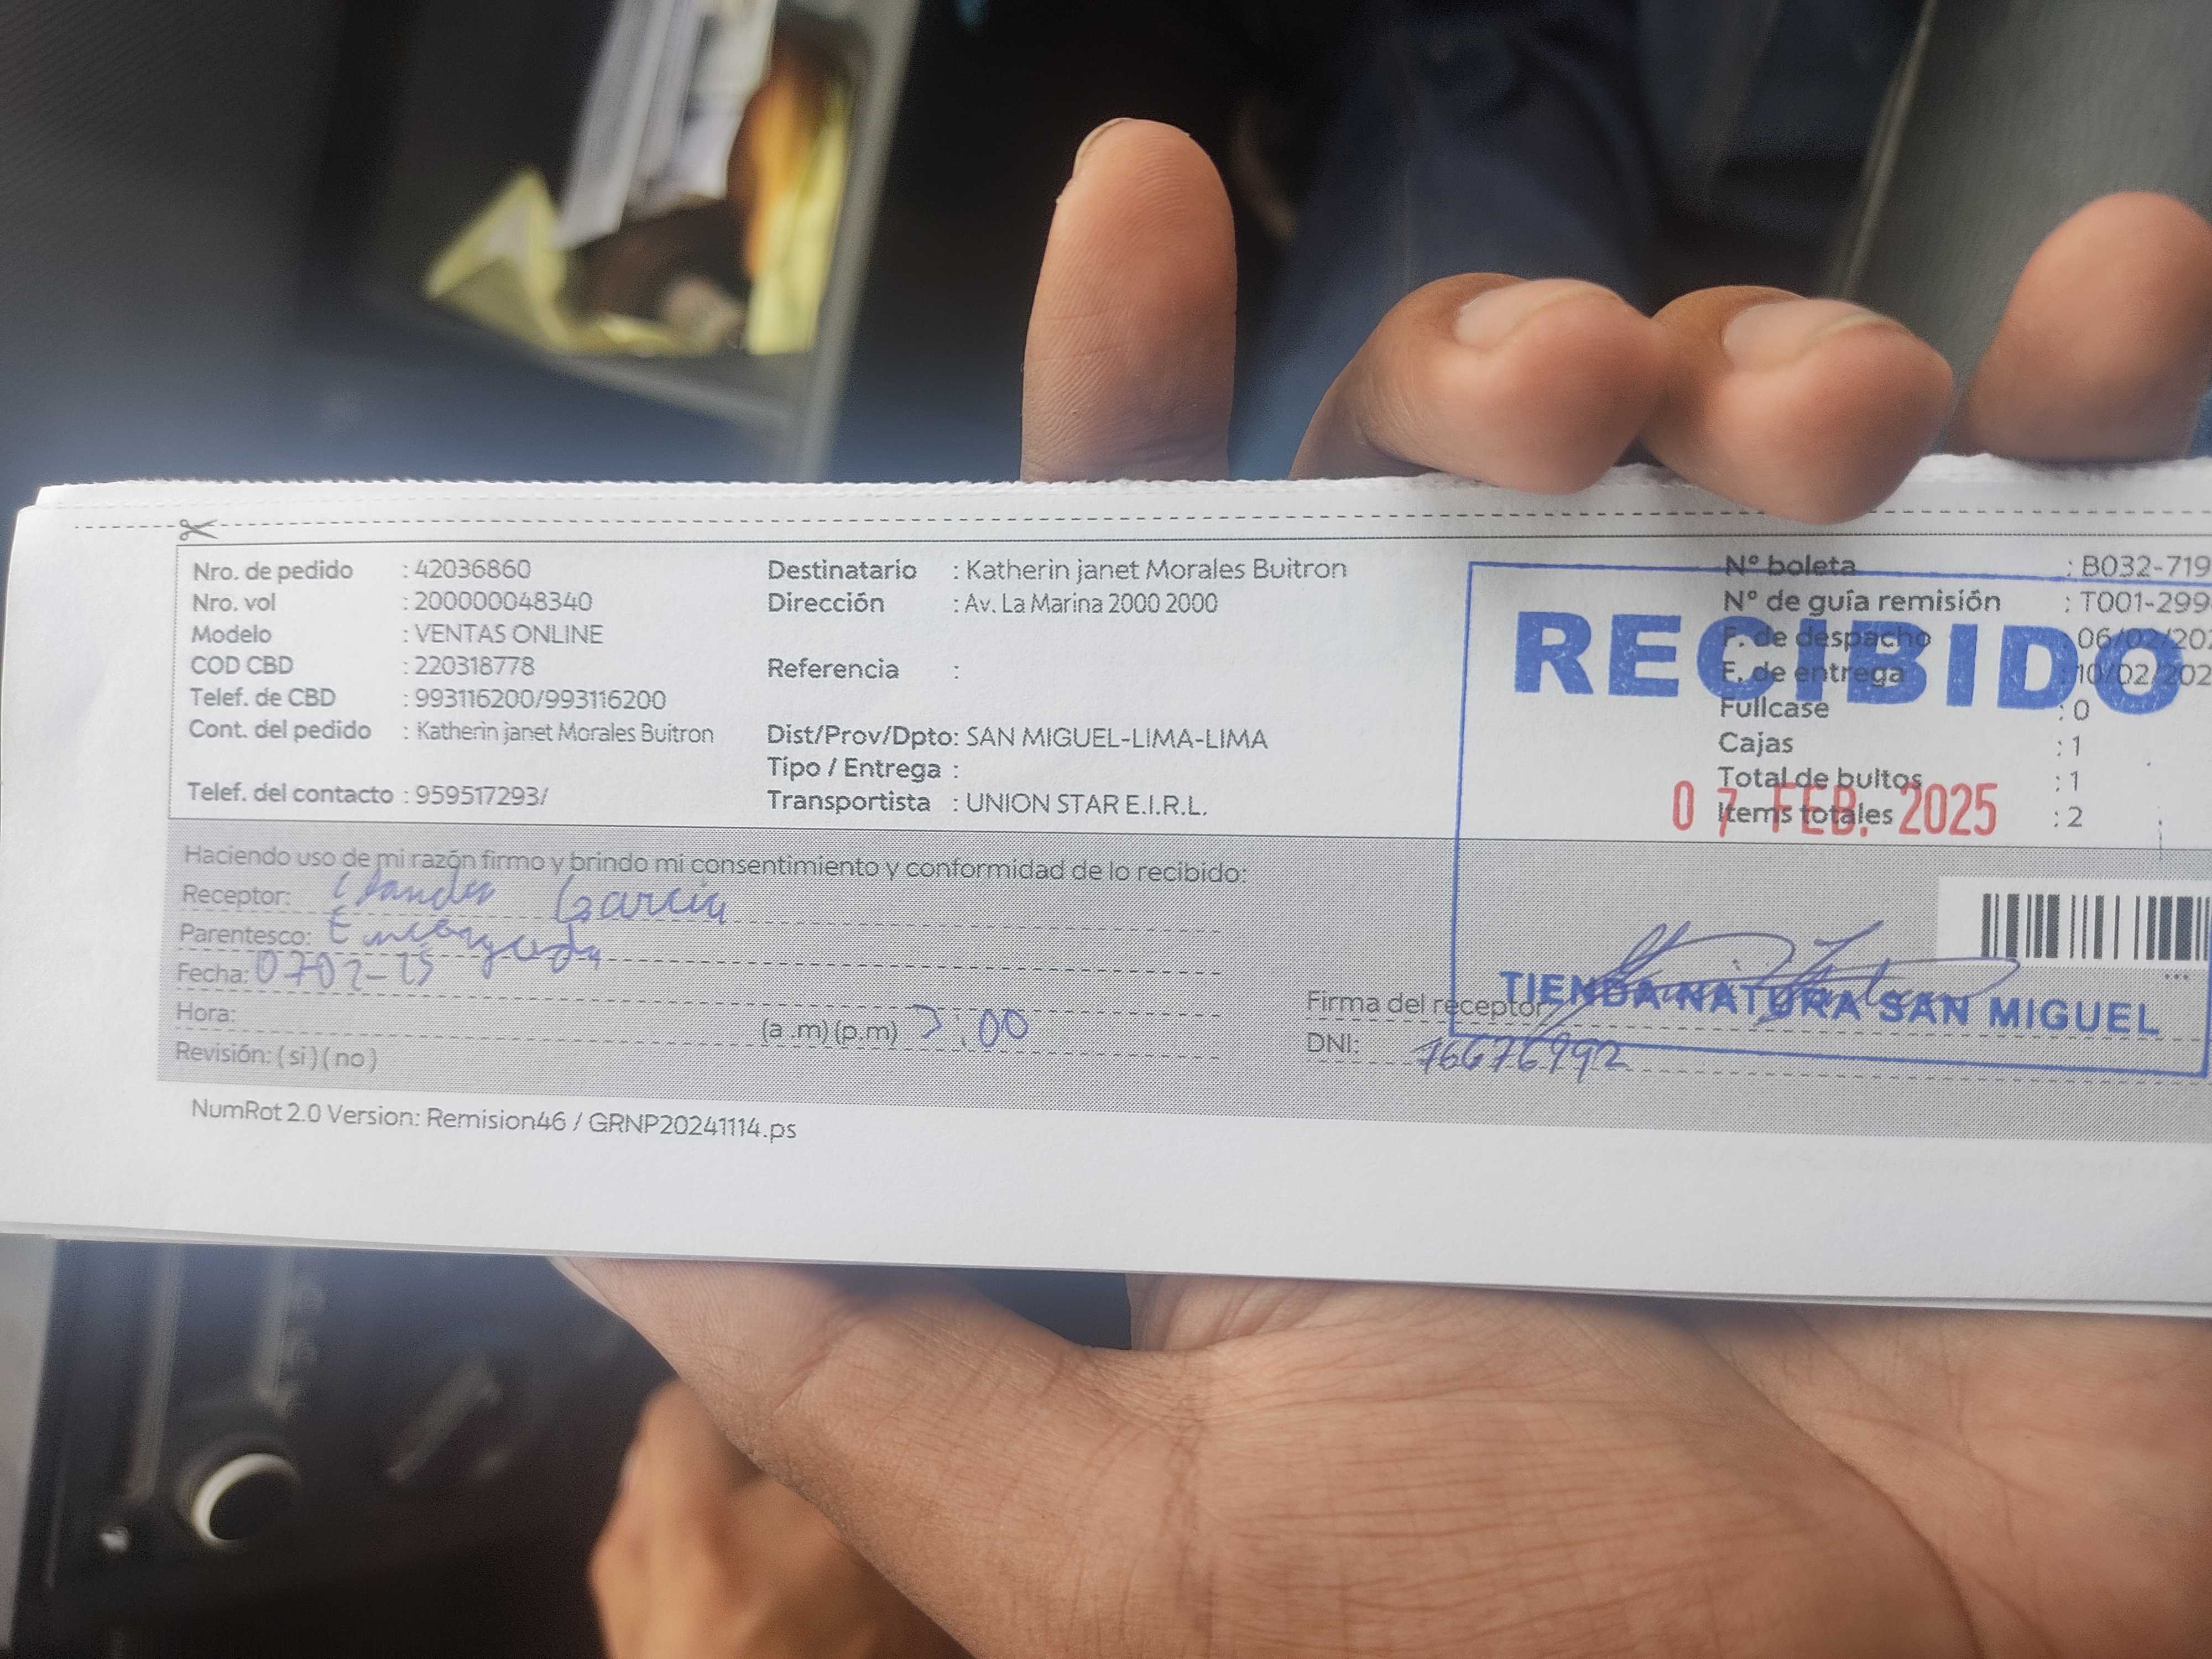 Nro. de pedido : 42036860
Nro. vol : 200000048340
Modelo : VENTAS ONLINE
COD CBD : 220318778
Telef. de CBD : 993116200/993116200
Cont. del pedido : Katherin janet Morales Buitron
Telef. del contacto : 959517293/
Destinatario : Katherin janet Morales Buitron
Dirección : Av. La Marina 2000 2000
Referencia :
Dist/Prov/Dpto: SAN MIGUEL-LIMA-LIMA
Tipo / Entrega :
Transportista : UNION STAR E.I.R.L.
Nº boleta : B032-719
Nº de guía remisión : T001-299
F. de despacho 06/02/202
F. de entrega : 10/02/202
Fullcase : 0
Cajas : 1
Total de bultos : 1
Items totales : 2
RECIBIDO
07 FEB. 2025
TIENDA NATURA SAN MIGUEL
Haciendo uso de mi razón firmo y brindo mi consentimiento y conformidad de lo recibido:
Receptor: Garcia
Parentesco: Encargada
Fecha: 0702-25
Hora: (a .m) (p.m) 3:00
Revisión: ( si ) ( no )
Firma del receptor
DNI: 76676992
NumRot 2.0 Version: Remision46 / GRNP20241114.ps